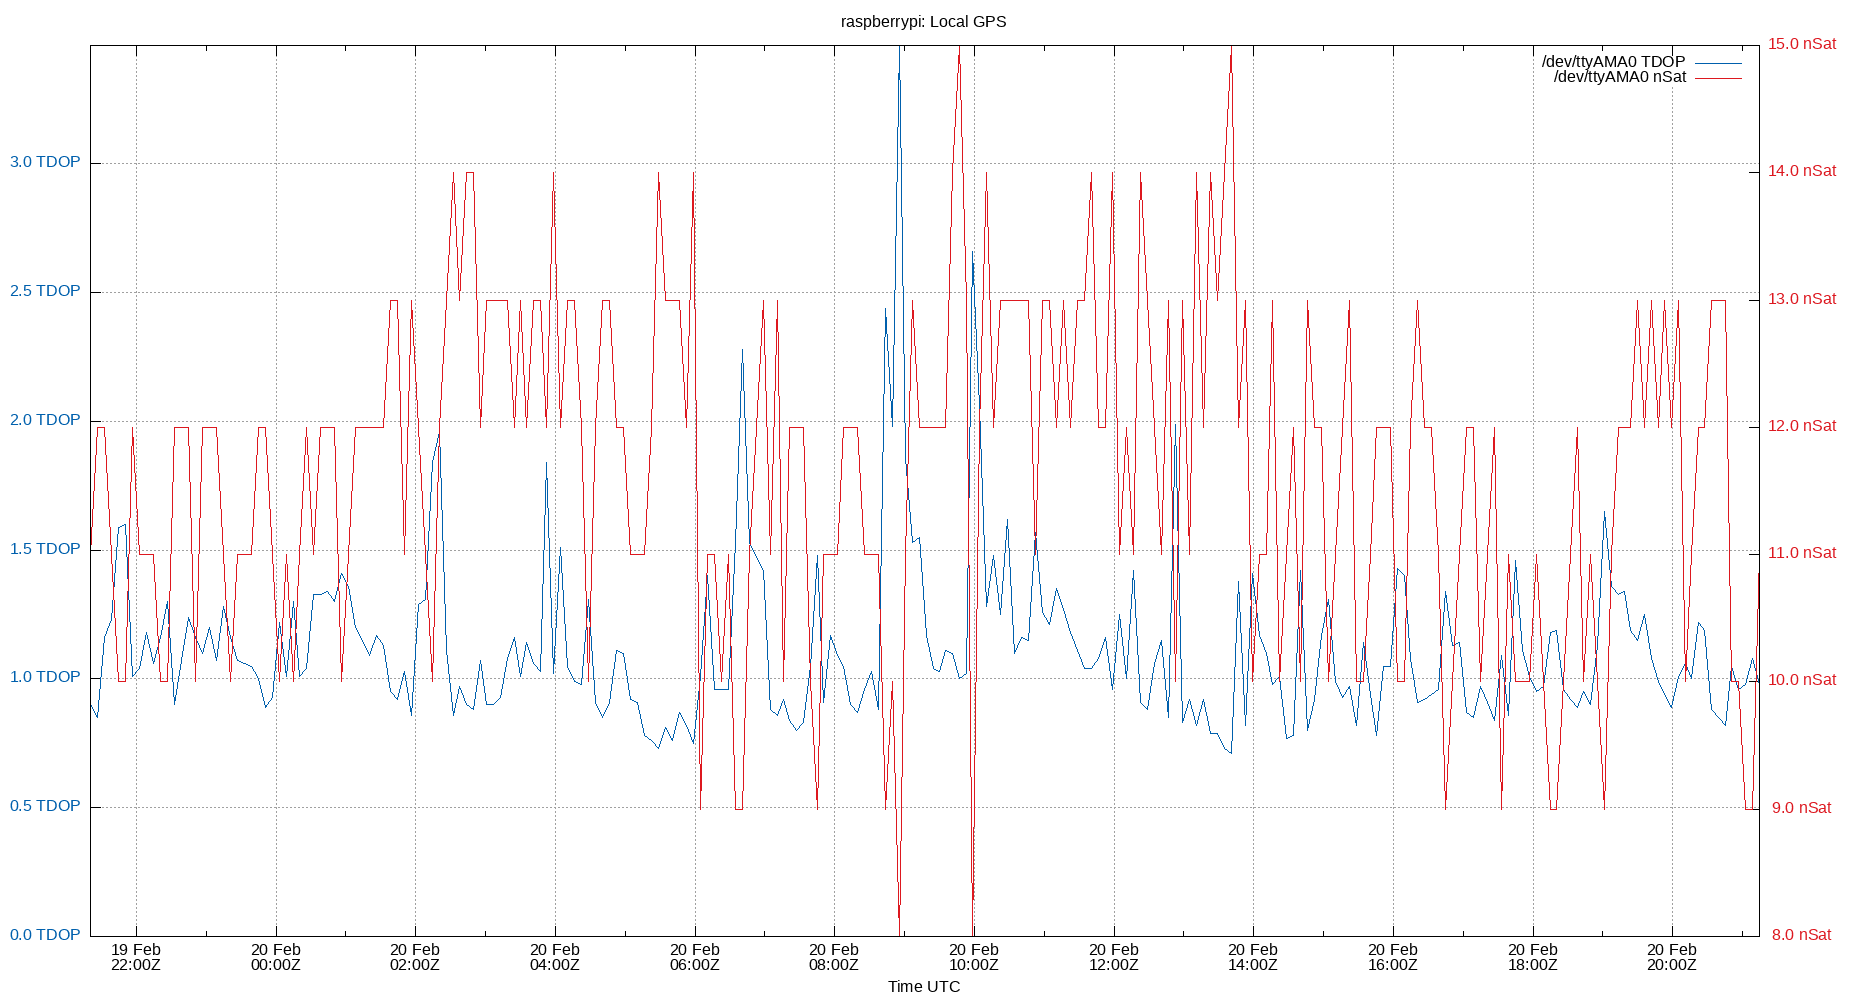 raspberrypi: Local GPS
15.0 nSat
/dev/ttyAMA0 TDOP
/dev/ttyAMA0 nSat
3.0 TDOP
14.0 nSat
2.5 TDOP
13.0 nSat
2.0 TDOP
12.0 nSat
1.5 TDOP
11.0 nSat
1.0 TDOP
10.0 nSat
0.5 TDOP
9.0 nSat
0.0 TDOP
8.0 nSat
19 Feb 20 Feb 20 Feb 20 Feb 20 Feb 20 Feb 20 Feb 20 Feb 20 Feb 20 Feb 20 Feb 20 Feb
22:00Z 00:00Z 02:00Z 04:00Z 06:00Z 08:00Z 10:00Z 12:00Z 14:00Z 16:00Z 18:00Z 20:00Z
Time UTC